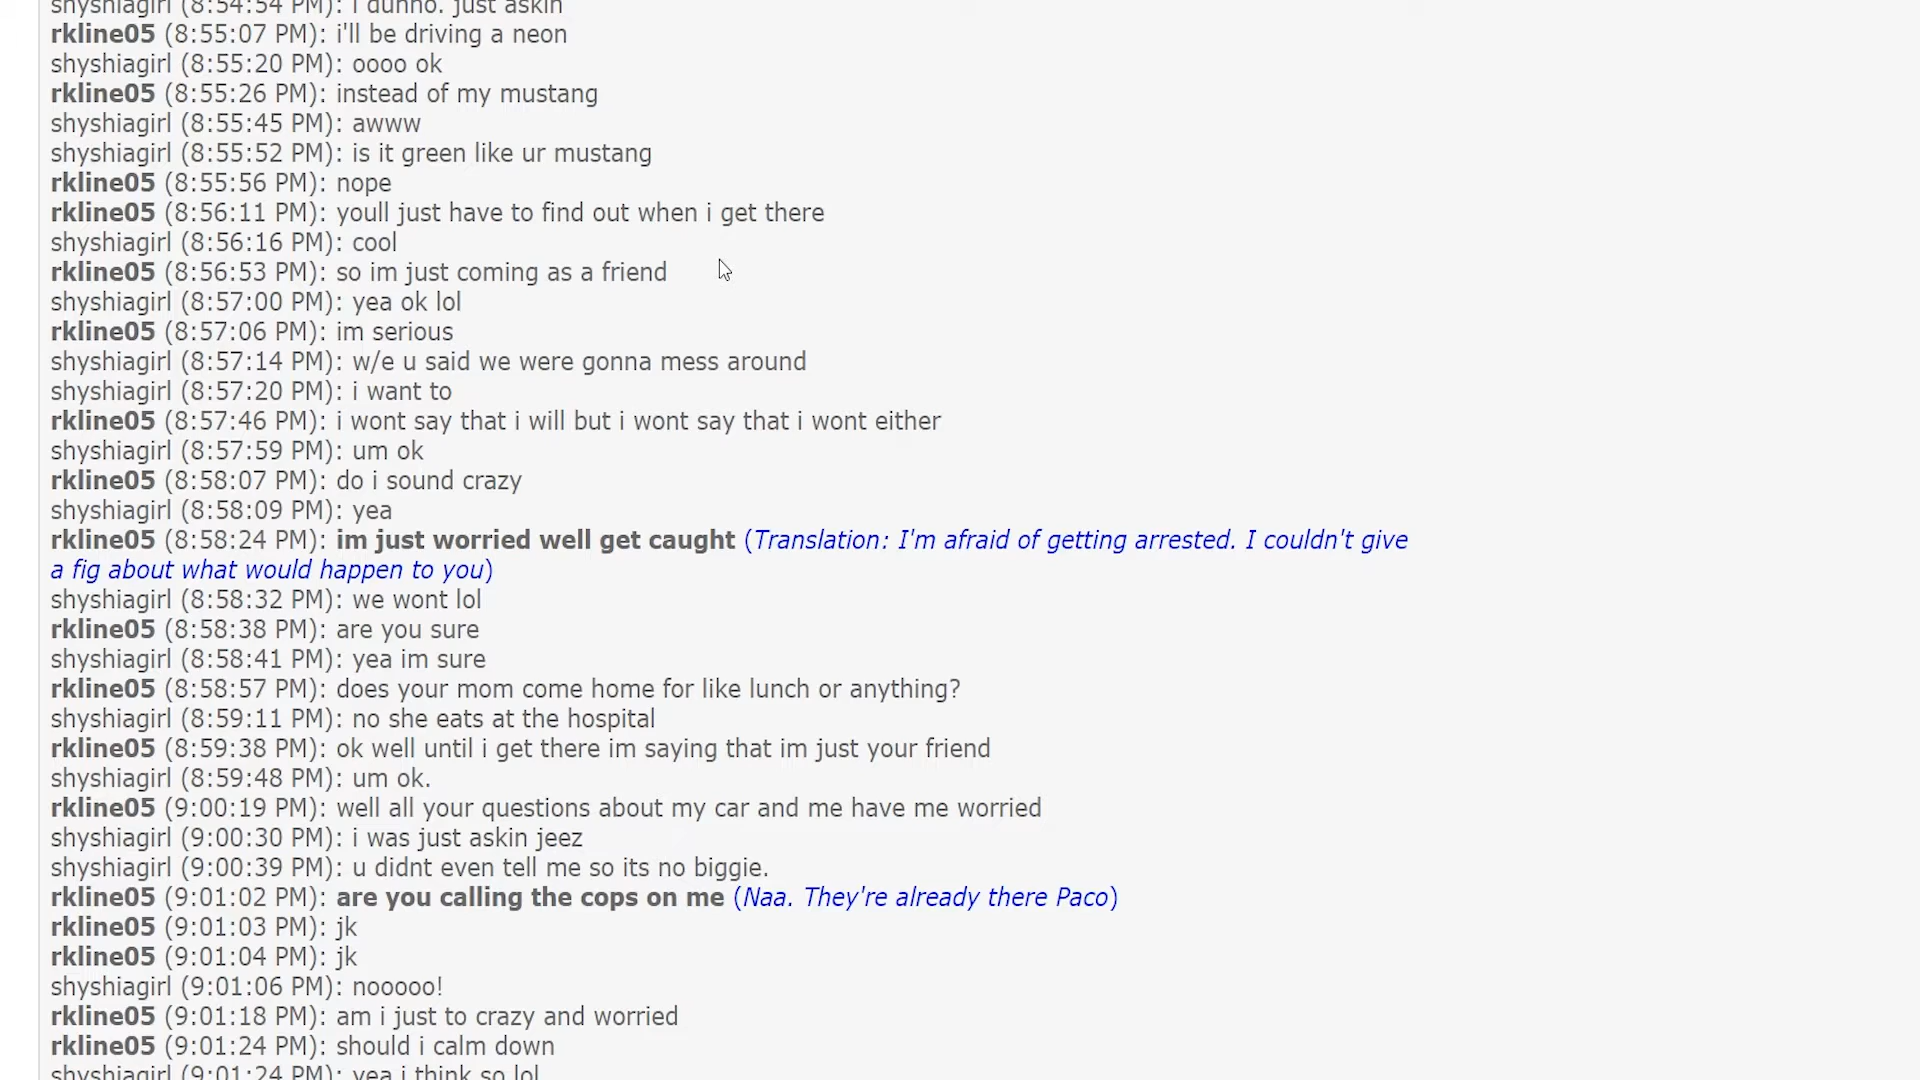 shyshiagirl (8:54:54 PM): i dunno. just askin
rkline05 (8:55:07 PM): i'll be driving a neon
shyshiagirl (8:55:20 PM): oooo ok
rkline05 (8:55:26 PM): instead of my mustang
shyshiagirl (8:55:45 PM): awww
shyshiagirl (8:55:52 PM): is it green like ur mustang
rkline05 (8:55:56 PM): nope
rkline05 (8:56:11 PM): youll just have to find out when i get there
shyshiagirl (8:56:16 PM): cool
rkline05 (8:56:53 PM): so im just coming as a friend
shyshiagirl (8:57:00 PM): yea ok lol
rkline05 (8:57:06 PM): im serious
shyshiagirl (8:57:14 PM): w/e u said we were gonna mess around
shyshiagirl (8:57:20 PM): i want to
rkline05 (8:57:46 PM): i wont say that i will but i wont say that i wont either
shyshiagirl (8:57:59 PM): um ok
rkline05 (8:58:07 PM): do i sound crazy
shyshiagirl (8:58:09 PM): yea
rkline05 (8:58:24 PM): im just worried well get caught (Translation: I'm afraid of getting arrested. I couldn't give
a fig about what would happen to you)
shyshiagirl (8:58:32 PM): we wont lol
rkline05 (8:58:38 PM): are you sure
shyshiagirl (8:58:41 PM): yea im sure
rkline05 (8:58:57 PM): does your mom come home for like lunch or anything?
shyshiagirl (8:59:11 PM): no she eats at the hospital
rkline05 (8:59:38 PM): ok well until i get there im saying that im just your friend
shyshiagirl (8:59:48 PM): um ok.
rkline05 (9:00:19 PM): well all your questions about my car and me have me worried
shyshiagirl (9:00:30 PM): i was just askin jeez
shyshiagirl (9:00:39 PM): u didnt even tell me so its no biggie.
rkline05 (9:01:02 PM): are you calling the cops on me (Naa. They're already there Paco)
rkline05 (9:01:03 PM): jk
rkline05 (9:01:04 PM): jk
shyshiagirl (9:01:06 PM): nooooo!
rkline05 (9:01:18 PM): am i just to crazy and worried
rkline05 (9:01:24 PM): should i calm down
shyshiagirl (9:01:24 PM): yea i think so lol